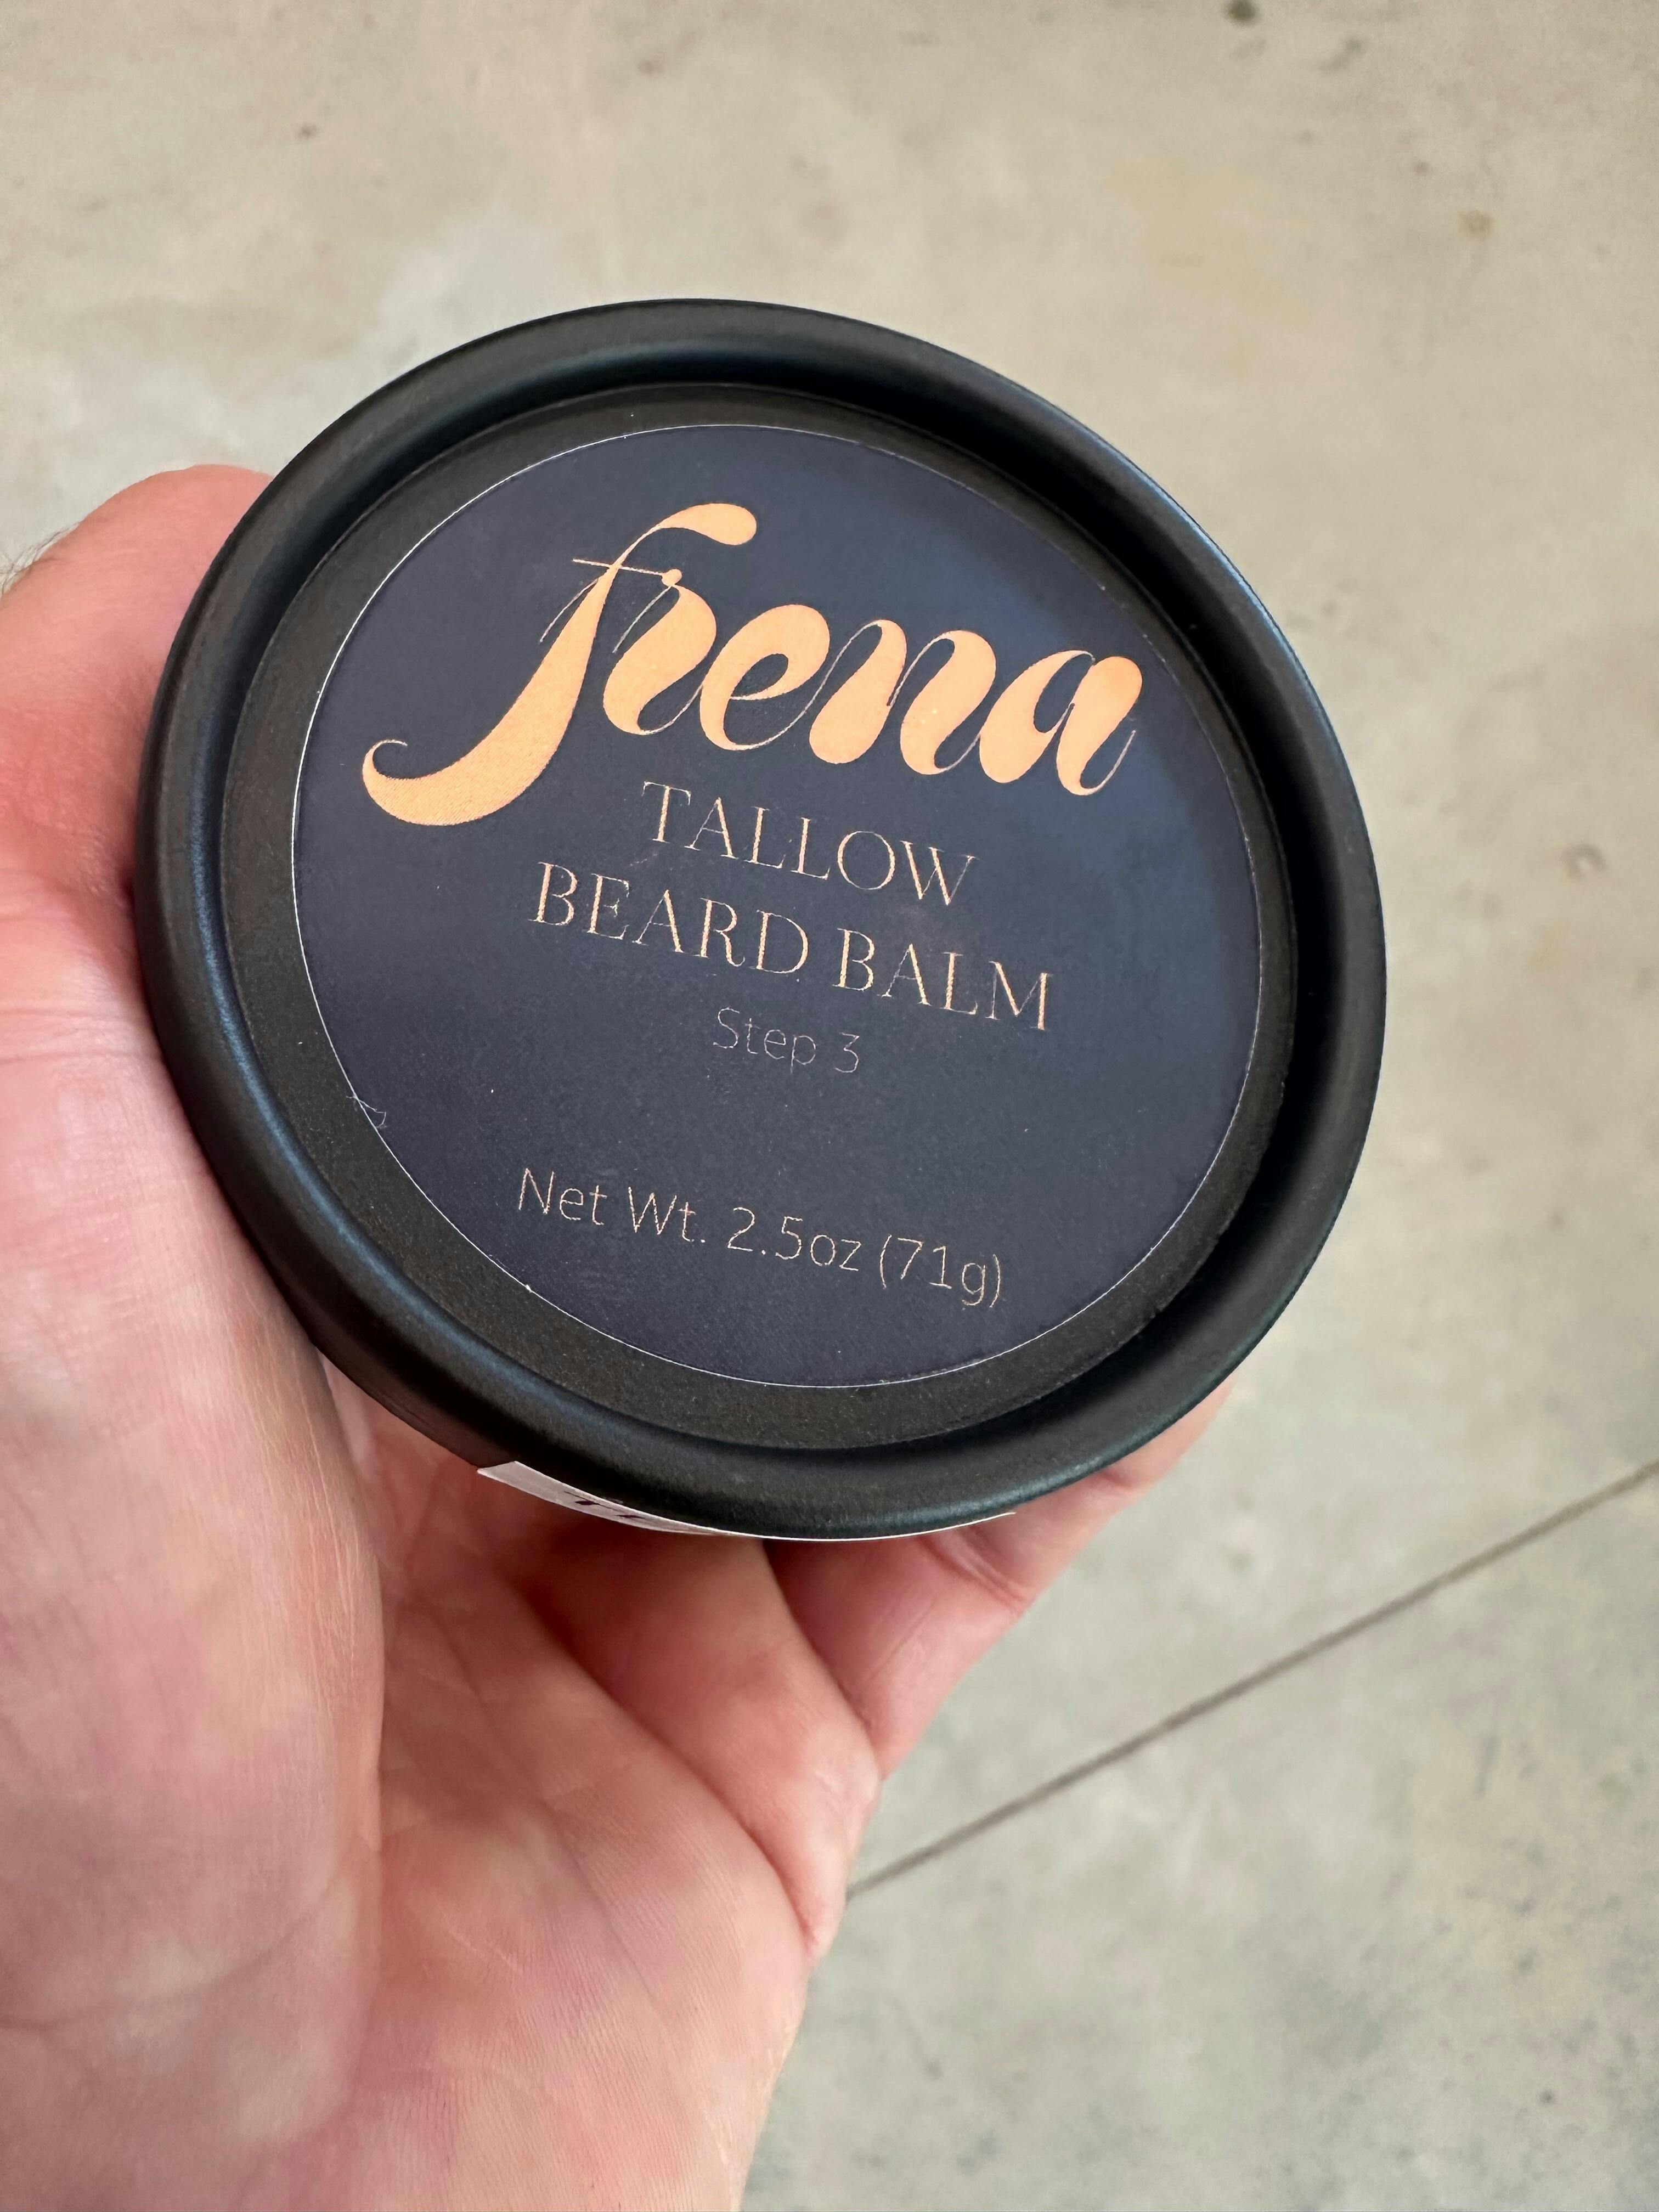 frena
TALLOW
BEARD BALM
Step 3
Net Wt. 2.5oz (71g)